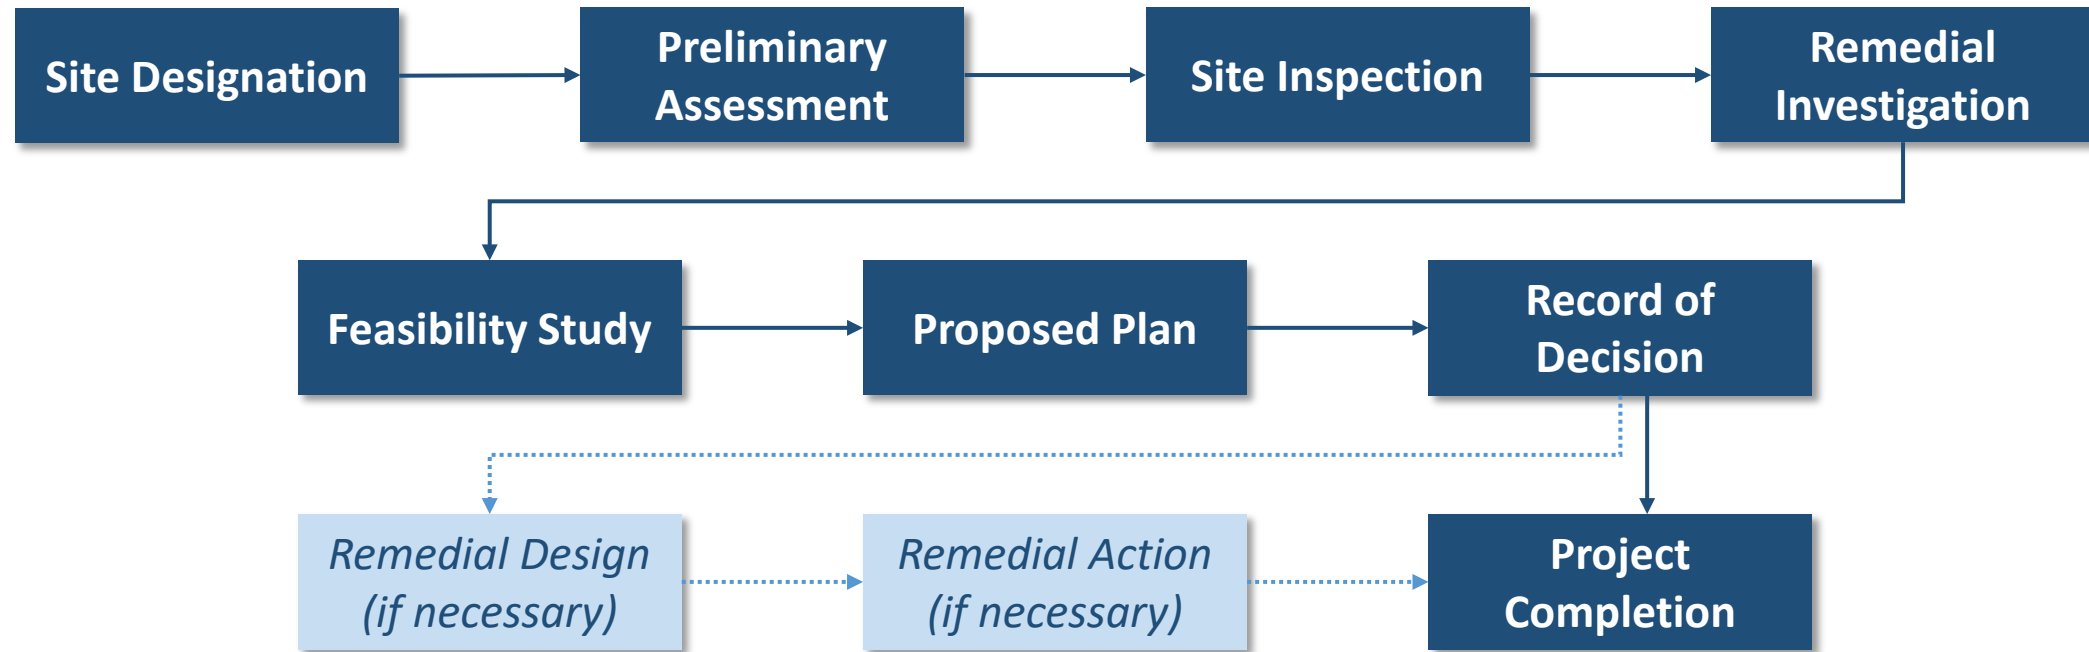 Site Designation
Preliminary
Assessment
Site Inspection
Remedial
Investigation
Feasibility Study
Proposed Plan
Record of
Decision
Remedial Design
(if necessary)
Remedial Action
(if necessary)
Project
Completion